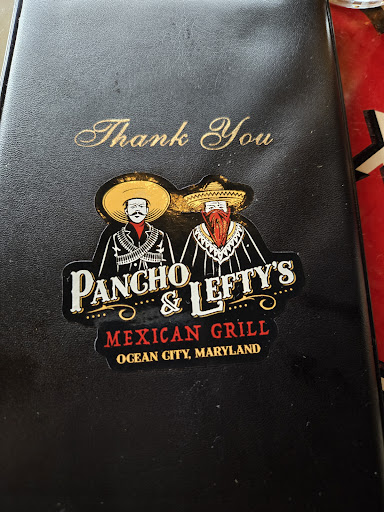 Thank You
PANCHO
& LEFTY'S
MEXICAN GRILL
OCEAN CITY, MARYLAND